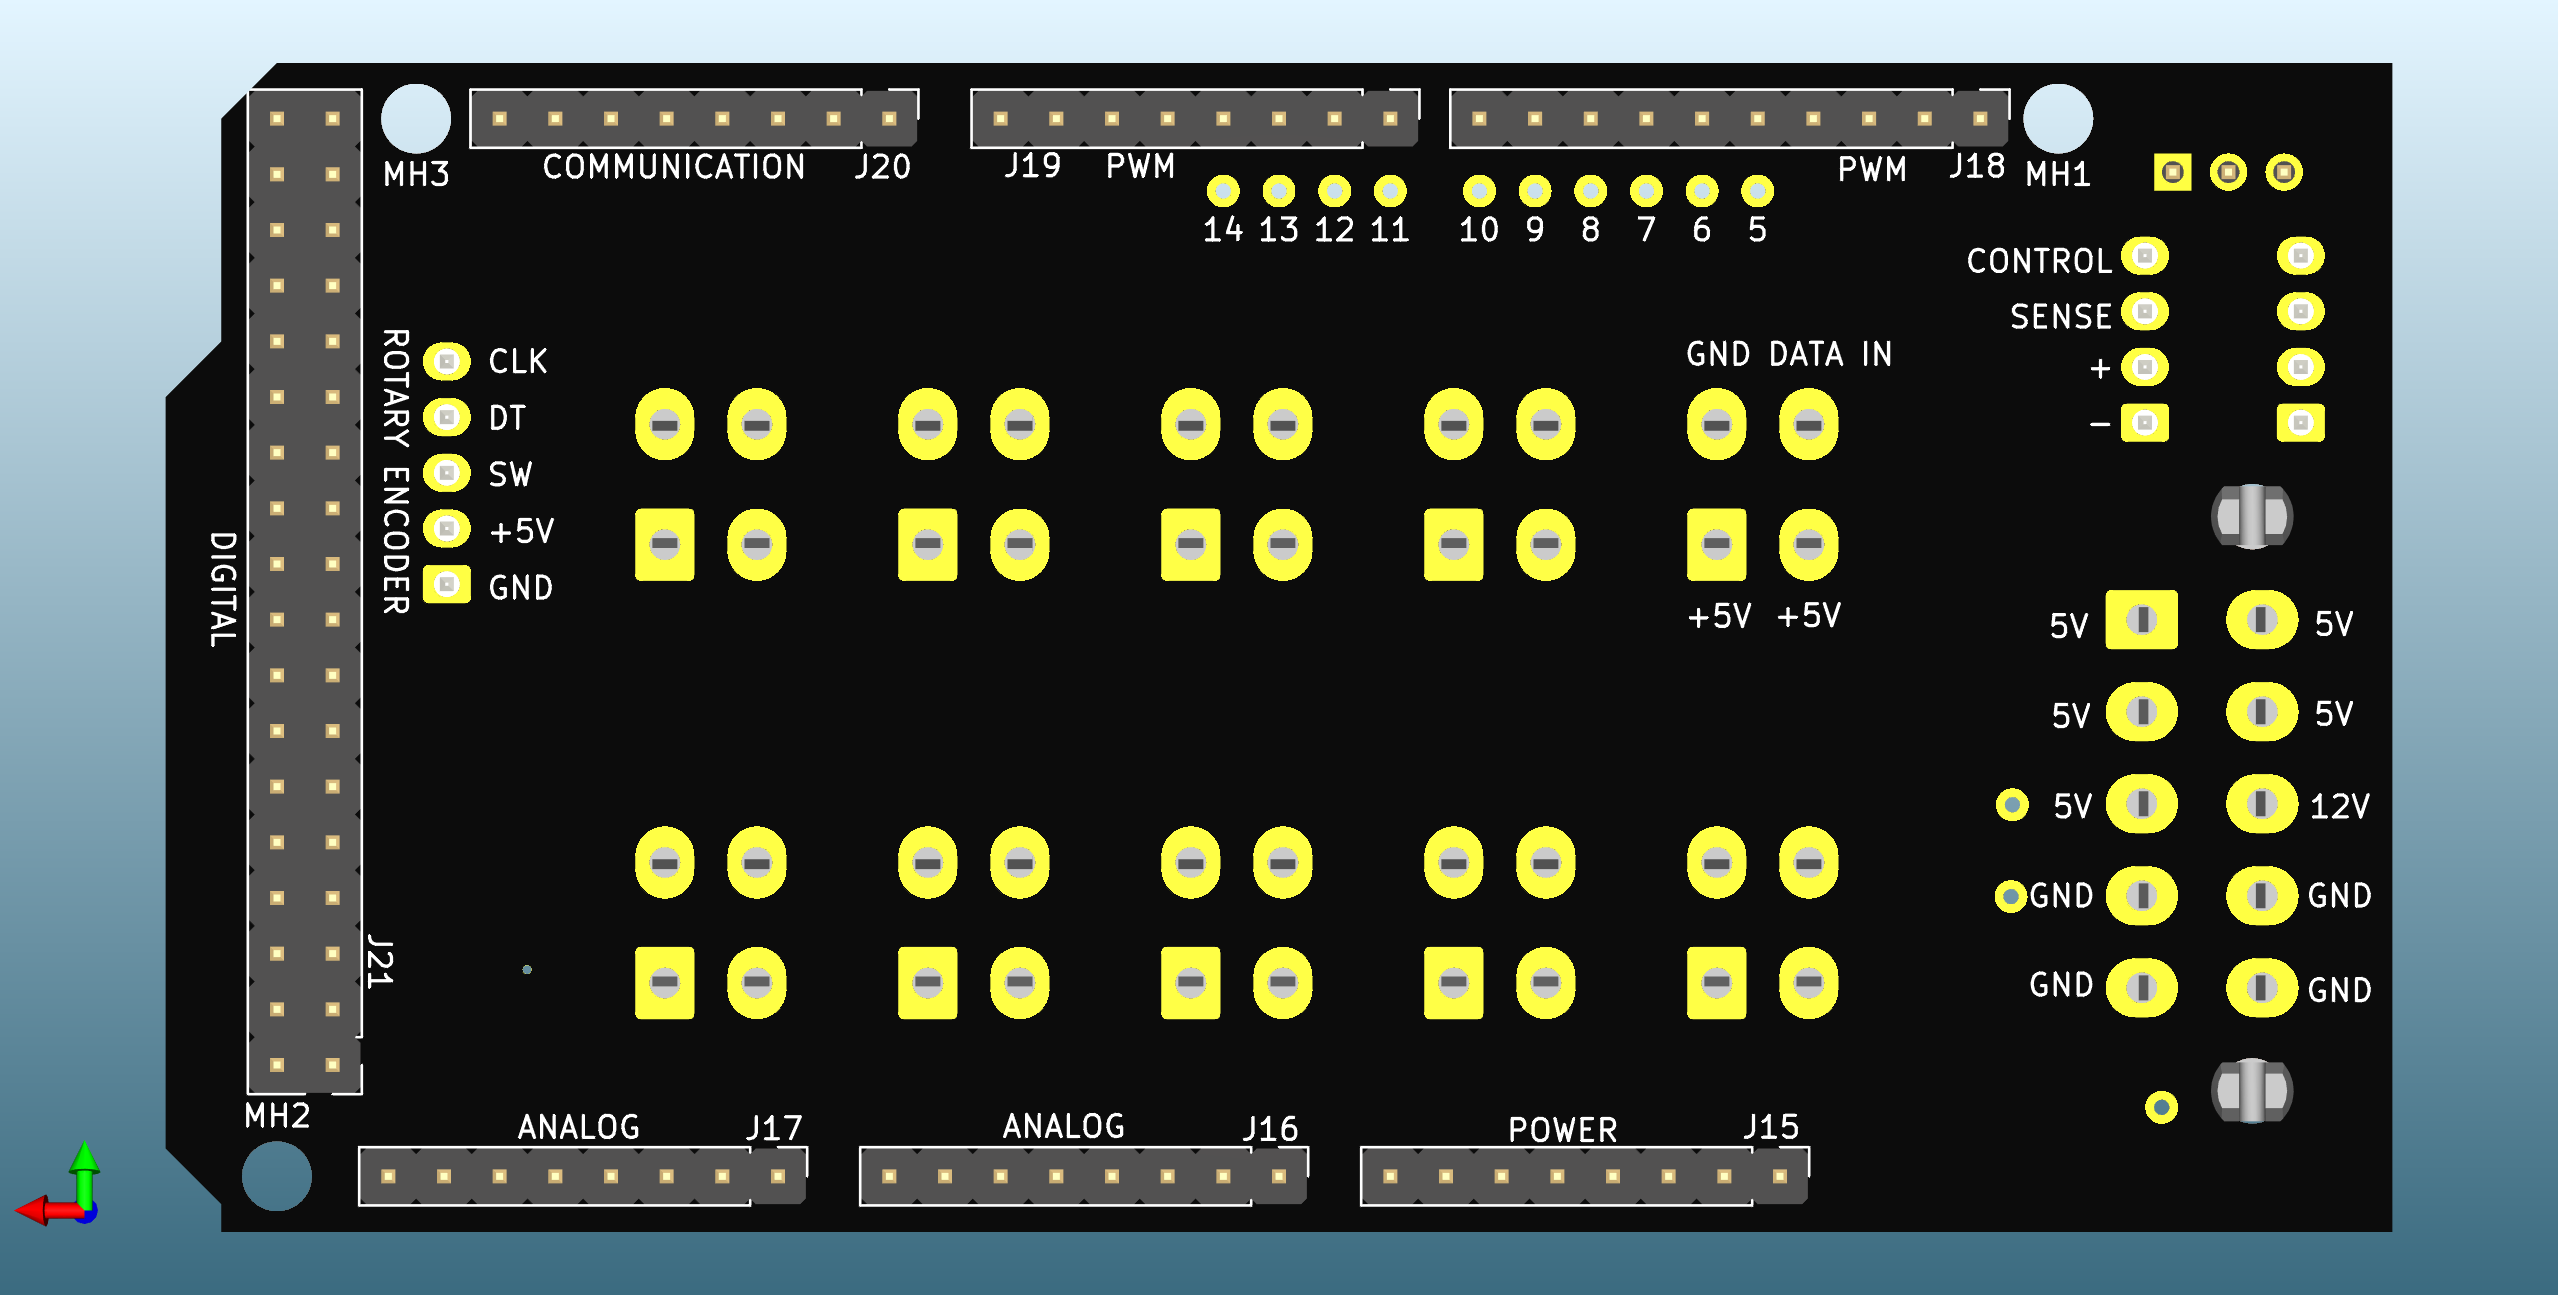 MH3
COMMUNICATION
J20
J19
PWM
PWM
J18
MH1
14 13 12 11 10 9 8 7 6 5
CONTROL
SENSE
+
-
ROTARY ENCODER
CLK
DT
SW
+5V
GND
GND DATA IN
+5V +5V
DIGITAL
5V
5V
5V
5V
5V
12V
GND
GND
GND
GND
J21
MH2
ANALOG
J17
ANALOG
J16
POWER
J15